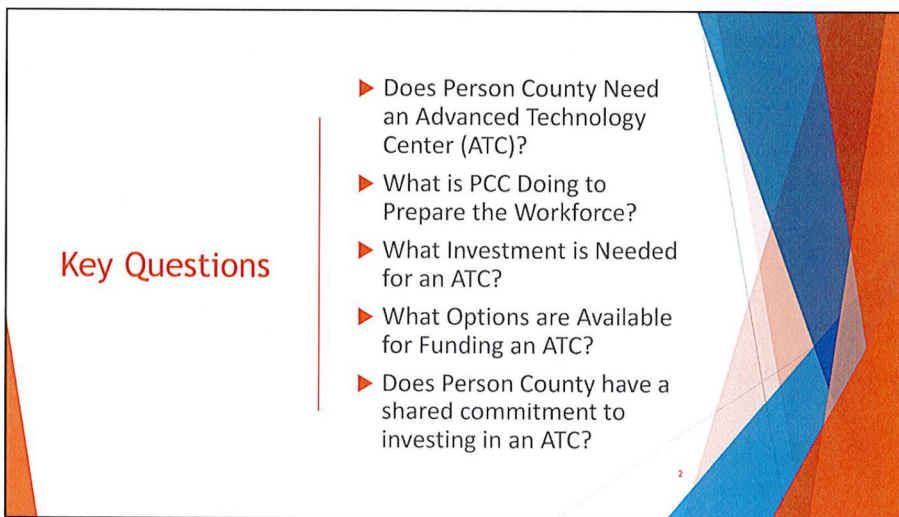 Key Questions
Does Person County Need
an Advanced Technology
Center (ATC)?
What is PCC Doing to
Prepare the Workforce?
What Investment is Needed
for an ATC?
What Options are Available
for Funding an ATC?
Does Person County have a
shared commitment to
investing in an ATC?
2